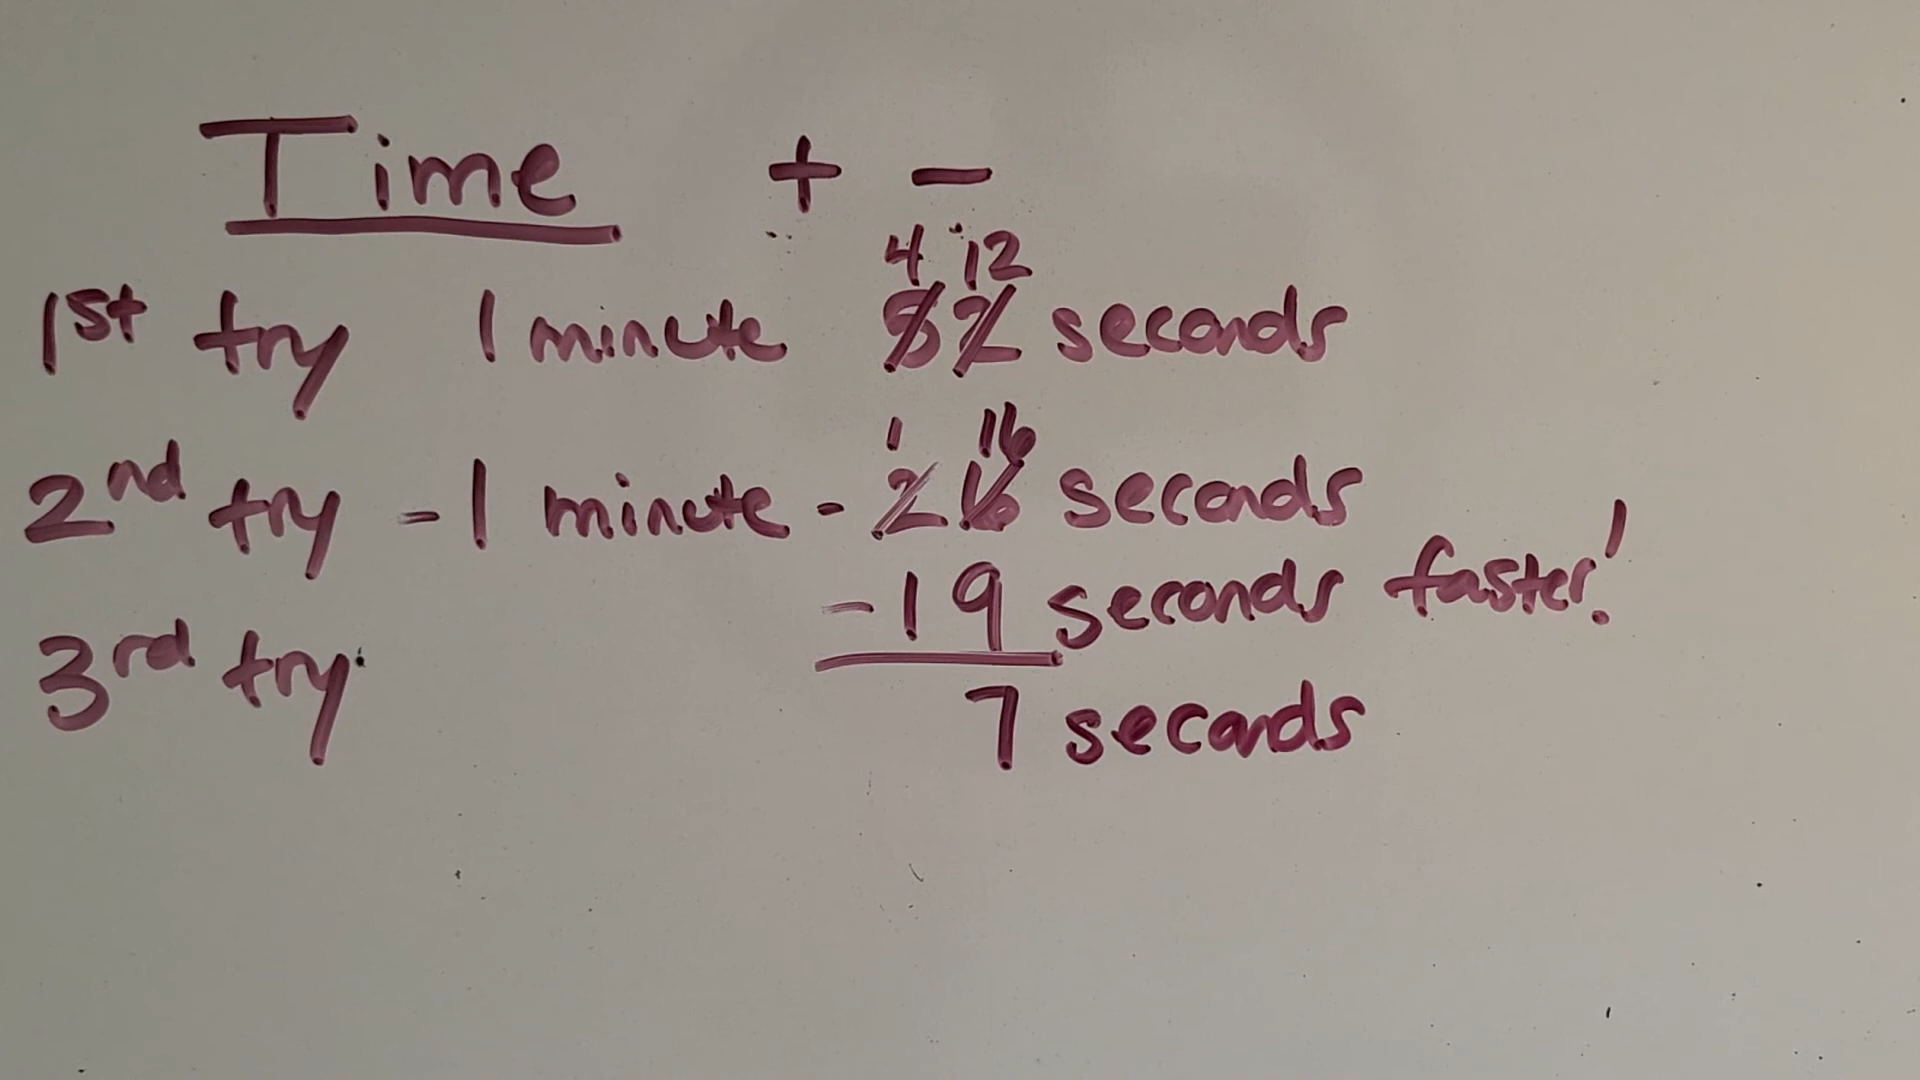 Time + -
4 12
1st try 1 minute 52 seconds
1 16
2nd try - 1 minute - 26 seconds
- 19 seconds faster!
3rd try
7 seconds